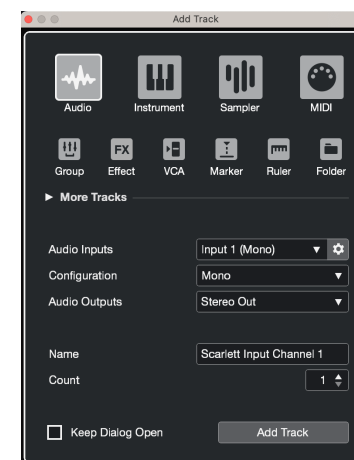 Add Track
Audio Instrument Sampler MIDI
FX
Group Effect VCA Marker Ruler Folder
More Tracks
Audio Inputs Input 1 (Mono)
Configuration Mono
Audio Outputs Stereo Out
Name Scarlett Input Channel 1
Count 1
Keep Dialog Open Add Track